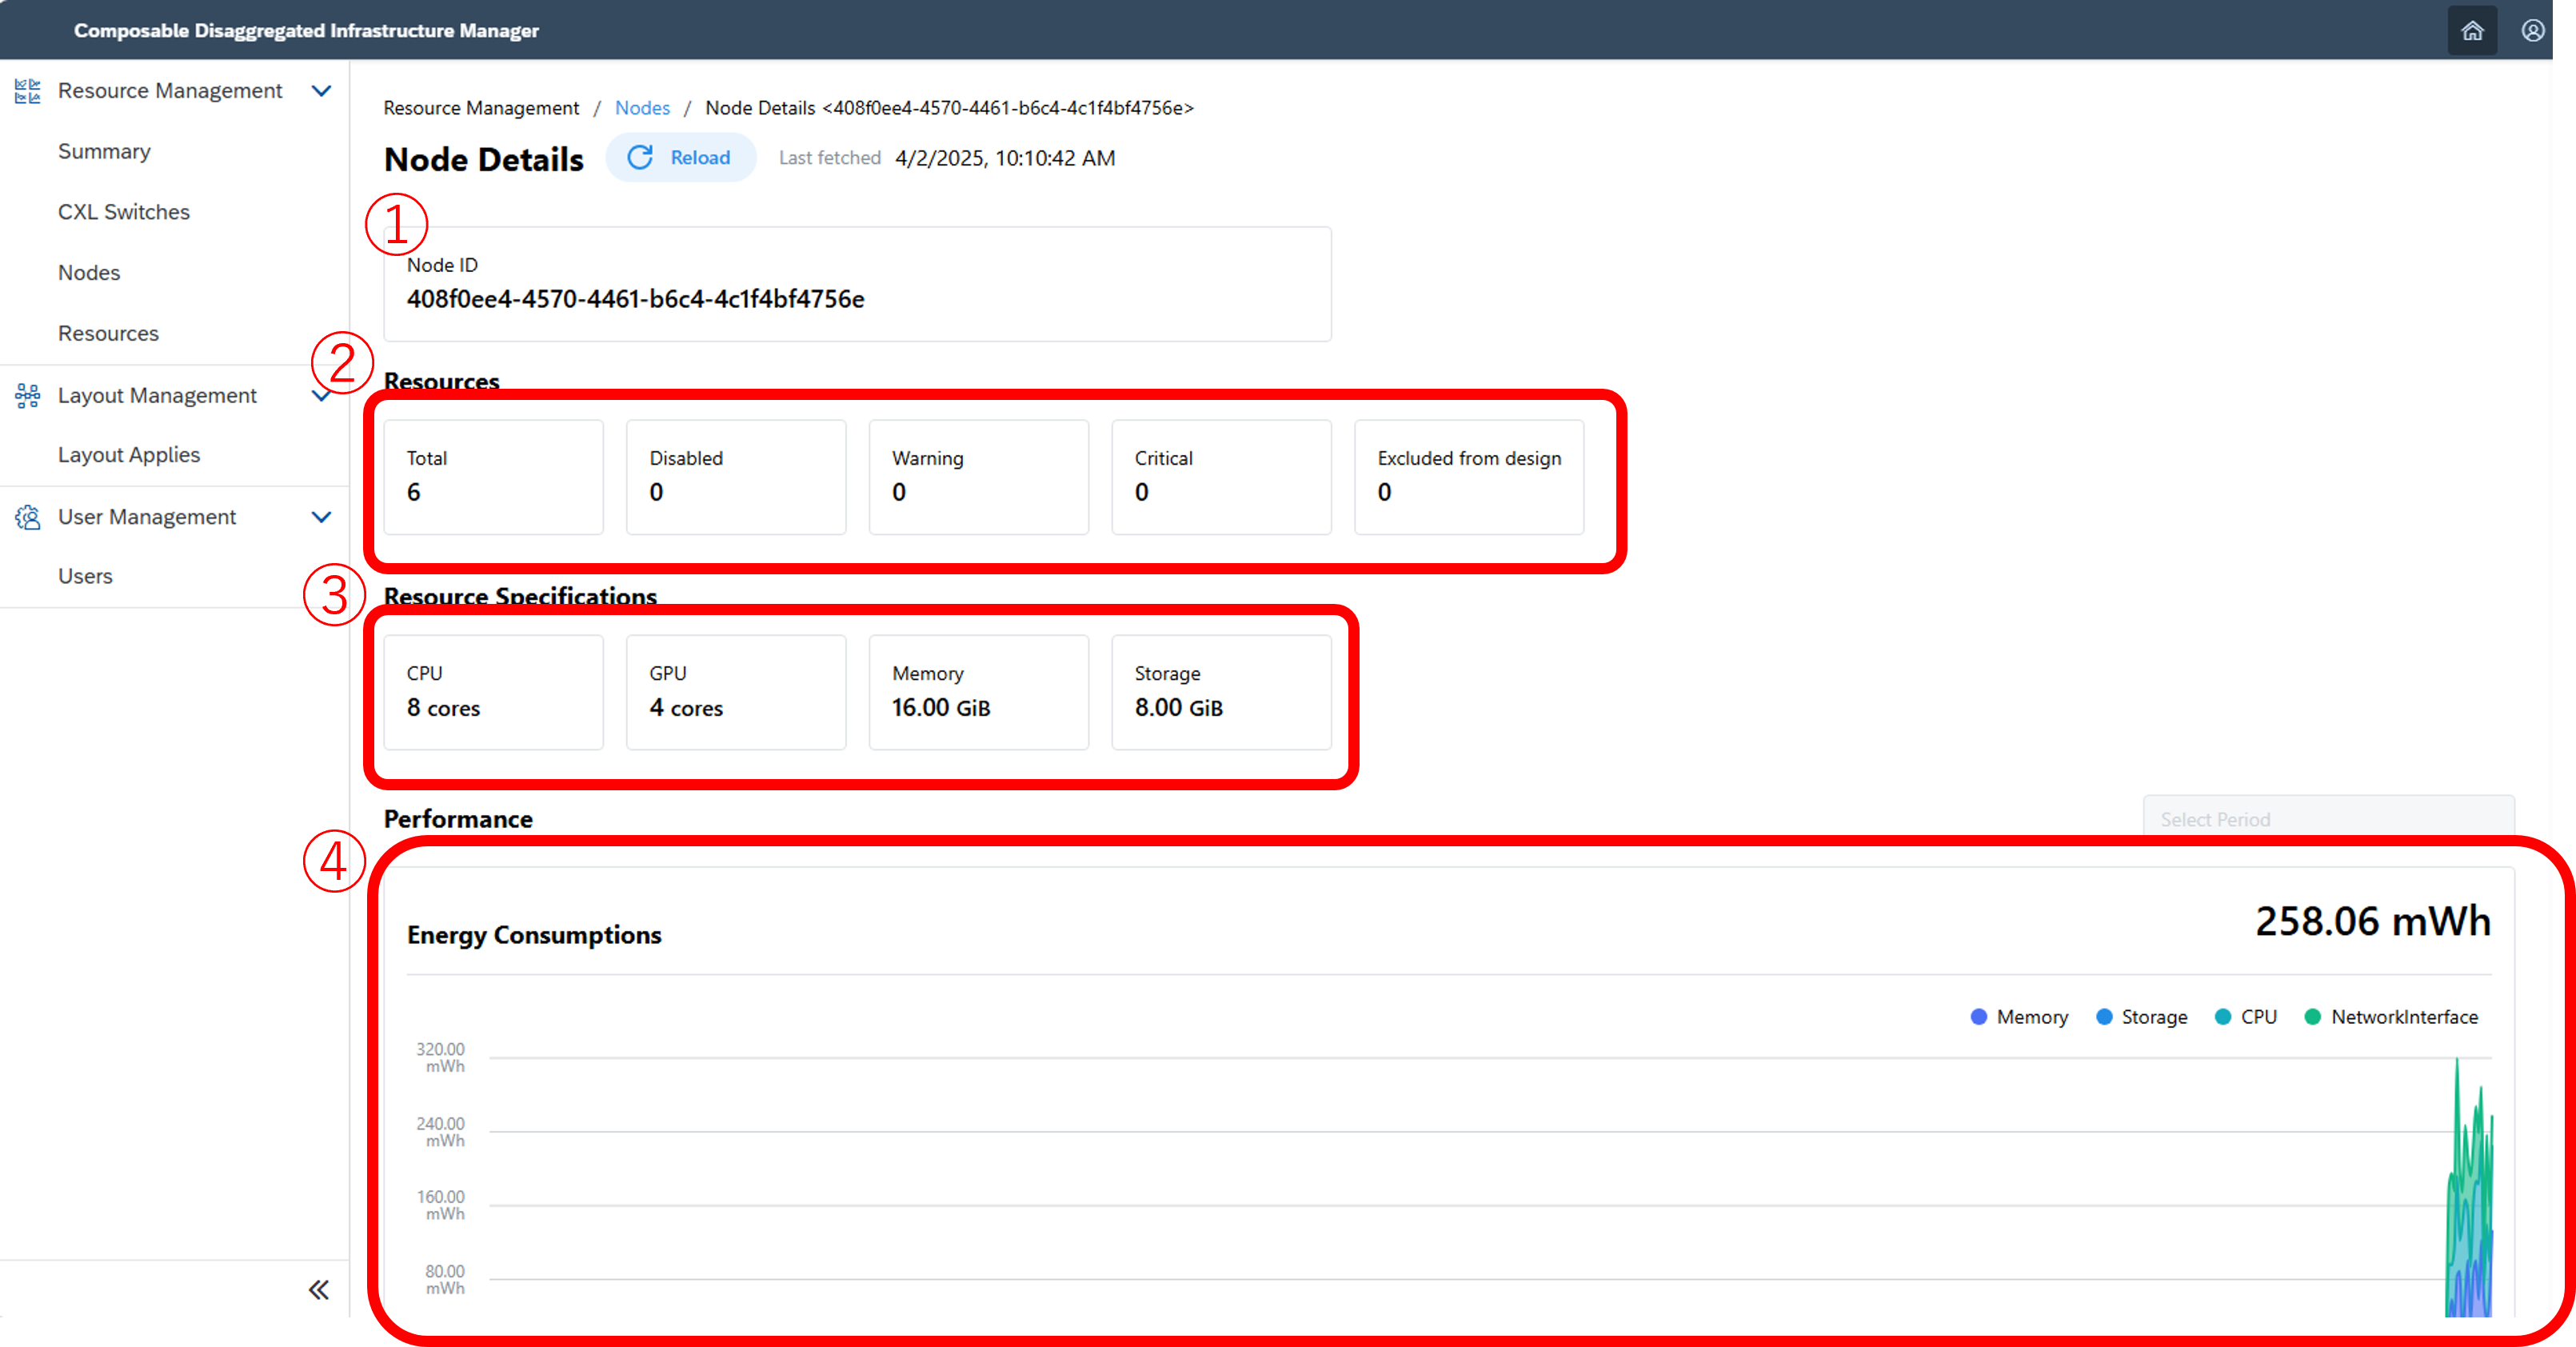 Composable Disaggregated Infrastructure Manager
Resource Management
Summary
CXL Switches
Nodes
Resources
Layout Management
Layout Applies
User Management
Users
Resource Management / Nodes / Node Details <408f0ee4-4570-4461-b6c4-4c1f4bf4756e>
Node Details Reload Last fetched 4/2/2025, 10:10:42 AM
①
Node ID
408f0ee4-4570-4461-b6c4-4c1f4bf4756e
②
Resources
Total
6
Disabled
0
Warning
0
Critical
0
Excluded from design
0
③
Resource Specifications
CPU
8 cores
GPU
4 cores
Memory
16.00 GiB
Storage
8.00 GiB
Performance
Select Period
④
Energy Consumptions
258.06 mWh
Memory Storage CPU NetworkInterface
320.00
mWh
240.00
mWh
160.00
mWh
80.00
mWh